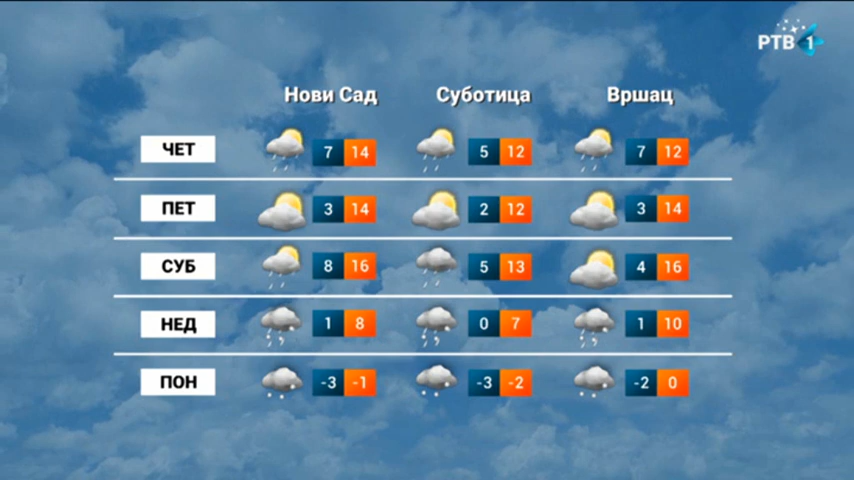 РТВ 1
Нови Сад Суботица Вршац
ЧЕТ 7 14 5 12 7 12
ПЕТ 3 14 2 12 3 14
СУБ 8 16 5 13 4 16
НЕД 1 8 0 7 1 10
ПОН -3 -1 -3 -2 -2 0